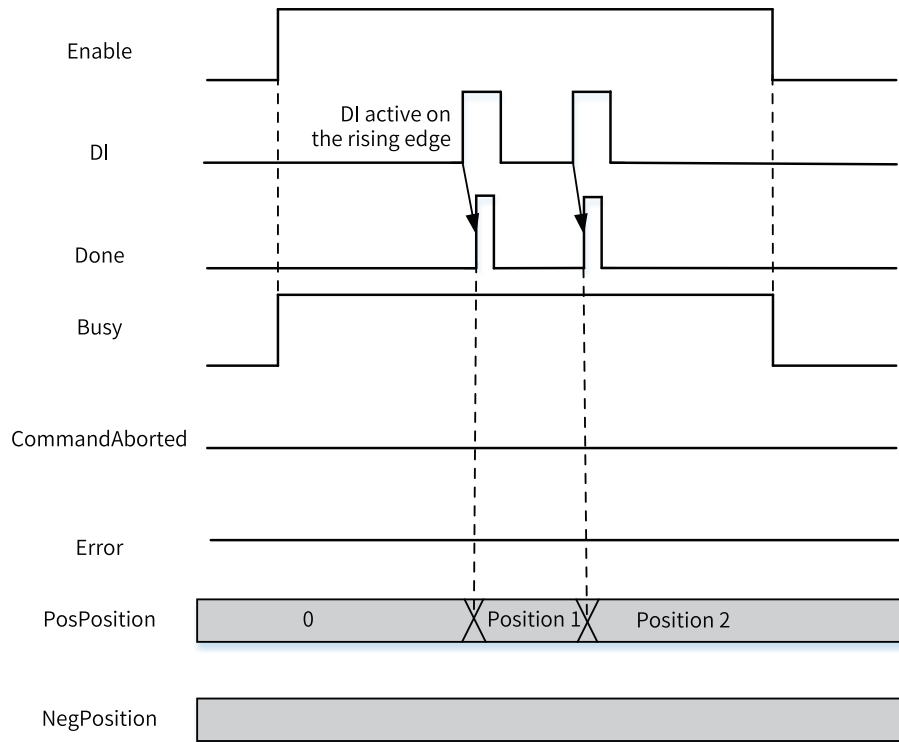 Enable
DI active on
the rising edge
DI
Done
Busy
CommandAborted
Error
PosPosition
0
Position 1
Position 2
NegPosition